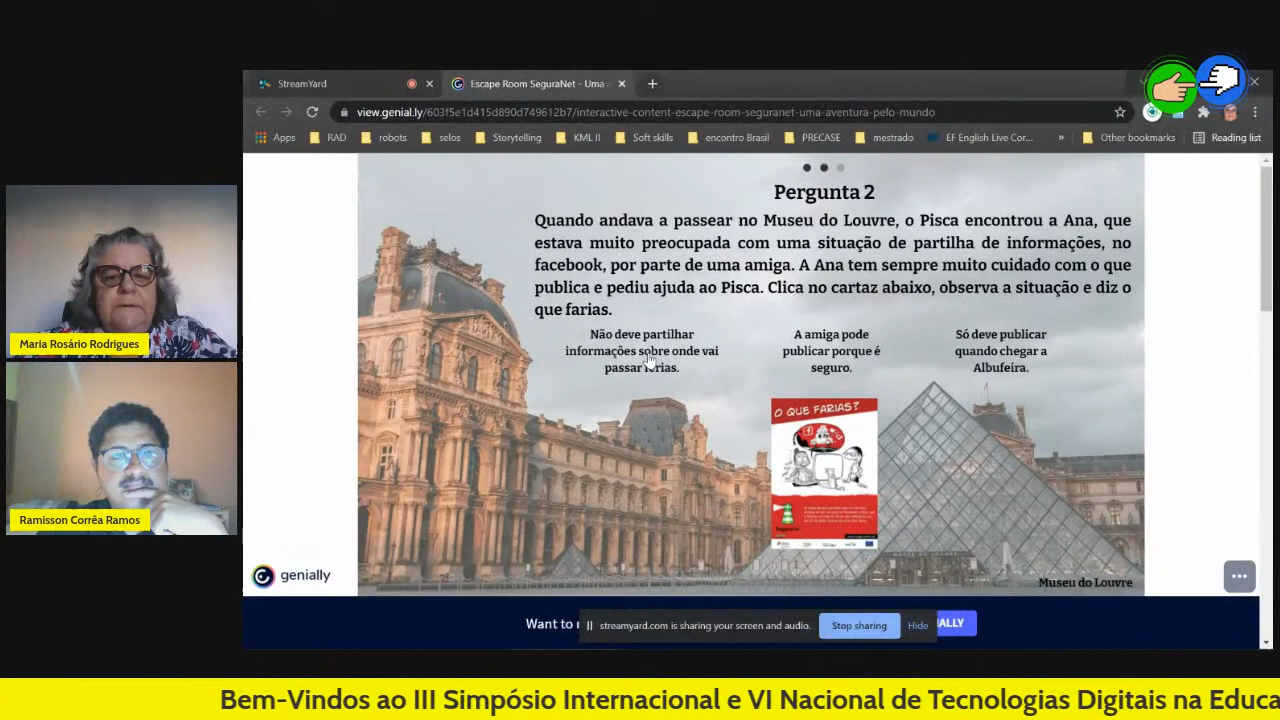 StreamYard
Escape Room SeguraNet - Uma
view.genial.ly/603f5e1d415d890d749612b7/interactive-content-escape-room-seguranet-uma-aventura-pelo-mundo
Apps RAD robots selos Storytelling KML II Soft skills encontro Brasil PRECASE mestrado EF English Live Cor... » Other bookmarks Reading list
Pergunta 2
Quando andava a passear no Museu do Louvre, o Pisca encontrou a Ana, que
estava muito preocupada com uma situação de partilha de informações, no
facebook, por parte de uma amiga. A Ana tem sempre muito cuidado com o que
publica e pediu ajuda ao Pisca. Clica no cartaz abaixo, observa a situação e diz o
que farias.
Não deve partilhar
informações sobre onde vai
passar férias.
A amiga pode
publicar porque é
seguro.
Só deve publicar
quando chegar a
Albufeira.
O QUE FARIAS?
Museu do Louvre
genially
Want to
streamyard.com is sharing your screen and audio.
Stop sharing
Hide
IALLY
Maria Rosário Rodrigues
Ramisson Corrêa Ramos
Bem-Vindos ao III Simpósio Internacional e VI Nacional de Tecnologias Digitais na Educa